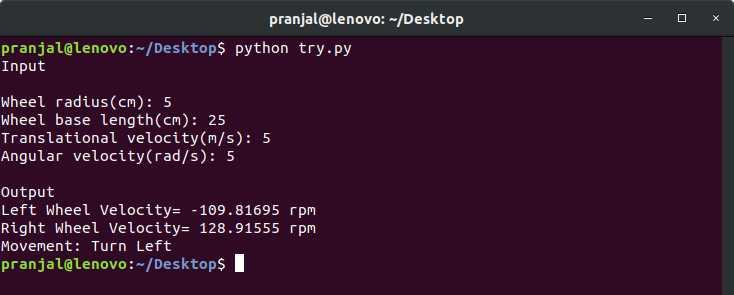 pranjal@lenovo: ~/Desktop
pranjal@lenovo:~/Desktop$ python try.py
Input
Wheel radius(cm): 5
Wheel base length(cm): 25
Translational velocity(m/s): 5
Angular velocity(rad/s): 5
Output
Left Wheel Velocity= -109.81695 rpm
Right Wheel Velocity= 128.91555 rpm
Movement: Turn Left
pranjal@lenovo:~/Desktop$